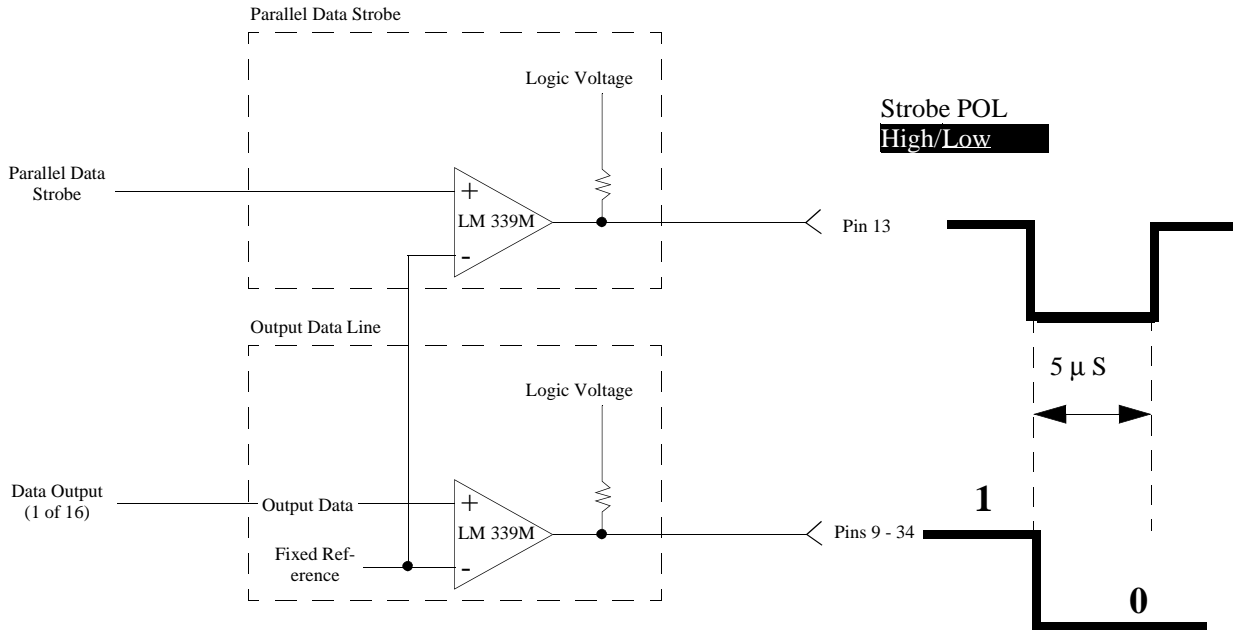 Parallel Data Strobe
Logic Voltage
Strobe POL
High/Low
Parallel Data
Strobe
+
LM 339M
-
Pin 13
Output Data Line
5 µ S
Logic Voltage
Data Output
(1 of 16)
Output Data
+
LM 339M
-
Fixed Ref-
erence
Pins 9 - 34
1
0